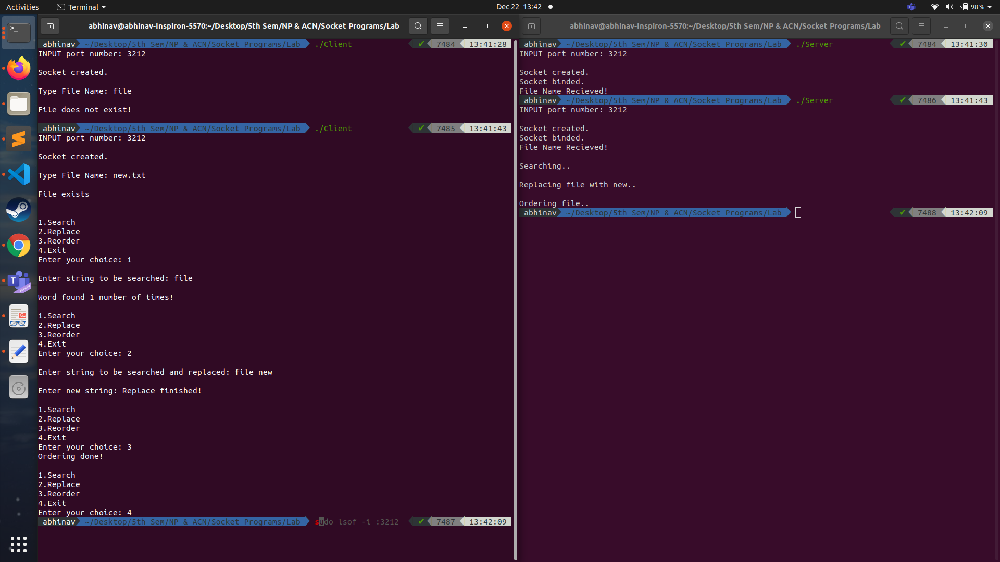 Activities
Terminal
Dec 22 13:42
98 %
abhinav@abhinav-Inspiron-5570:~/Desktop/5th Sem/NP & ACN/Socket Programs/Lab
abhinav ~/Desktop/5th Sem/NP & ACN/Socket Programs/Lab ./Client ✔ 7484 13:41:28
INPUT port number: 3212
Socket created.
Type File Name: file
File does not exist!
abhinav ~/Desktop/5th Sem/NP & ACN/Socket Programs/Lab ./Client ✔ 7485 13:41:43
INPUT port number: 3212
Socket created.
Type File Name: new.txt
File exists
1.Search
2.Replace
3.Reorder
4.Exit
Enter your choice: 1
Enter string to be searched: file
Word found 1 number of times!
1.Search
2.Replace
3.Reorder
4.Exit
Enter your choice: 2
Enter string to be searched and replaced: file new
Enter new string: Replace finished!
1.Search
2.Replace
3.Reorder
4.Exit
Enter your choice: 3
Ordering done!
1.Search
2.Replace
3.Reorder
4.Exit
Enter your choice: 4
abhinav ~/Desktop/5th Sem/NP & ACN/Socket Programs/Lab sudo lsof -i :3212 ✔ 7487 13:42:09
abhinav@abhinav-Inspiron-5570:~/Desktop/5th Sem/NP & ACN/Socket Programs/Lab
abhinav ~/Desktop/5th Sem/NP & ACN/Socket Programs/Lab ./Server ✔ 7484 13:41:30
INPUT port number: 3212
Socket created.
Socket binded.
File Name Recieved!
abhinav ~/Desktop/5th Sem/NP & ACN/Socket Programs/Lab ./Server ✔ 7486 13:41:43
INPUT port number: 3212
Socket created.
Socket binded.
File Name Recieved!
Searching..
Replacing file with new..
Ordering file..
abhinav ~/Desktop/5th Sem/NP & ACN/Socket Programs/Lab ✔ 7488 13:42:09